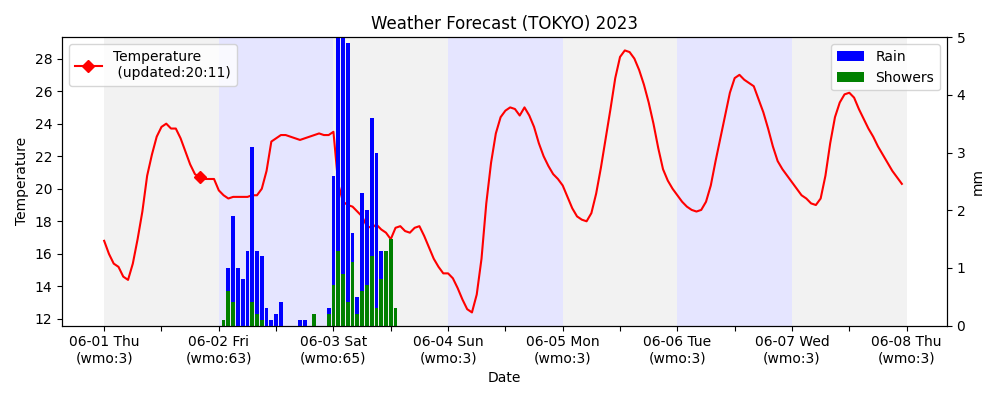 Weather Forecast (TOKYO) 2023
Temperature
(updated:20:11)
Rain
Showers
Temperature
28
26
24
22
20
18
16
14
12
5
4
3
2
1
0
mm
06-01 Thu
(wmo:3)
06-02 Fri
(wmo:63)
06-03 Sat
(wmo:65)
06-04 Sun
(wmo:3)
06-05 Mon
(wmo:3)
06-06 Tue
(wmo:3)
06-07 Wed
(wmo:3)
06-08 Thu
(wmo:3)
Date